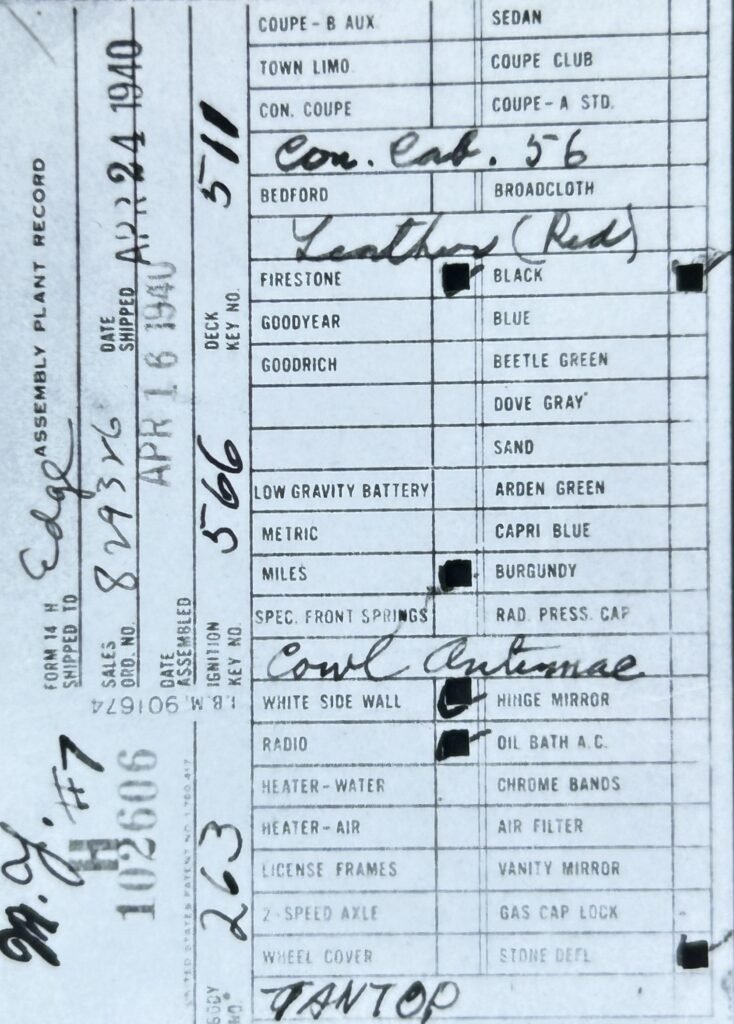 FORM 14 H ASSEMBLY PLANT RECORD
SHIPPED TO Edge
SALES ORD. NO. 829326 DATE SHIPPED APR 24 1940
DATE ASSEMBLED APR 16 1940
IGNITION KEY NO. 566 DECK KEY NO. 511
I.B.M. 901674
#7
H
102606
BODY NO. 263
COUPE-B AUX SEDAN
TOWN LIMO. COUPE CLUB
CON. COUPE COUPE-A STD.
Con. Cab. 56
BEDFORD BROADCLOTH
Leather (Red)
FIRESTONE BLACK
GOODYEAR BLUE
GOODRICH BEETLE GREEN
DOVE GRAY
SAND
LOW GRAVITY BATTERY ARDEN GREEN
METRIC CAPRI BLUE
MILES BURGUNDY
SPEC. FRONT SPRINGS RAD. PRESS. CAP
Cowl Antennae
WHITE SIDE WALL HINGE MIRROR
RADIO OIL BATH A.C.
HEATER-WATER CHROME BANDS
HEATER-AIR AIR FILTER
LICENSE FRAMES VANITY MIRROR
2-SPEED AXLE GAS CAP LOCK
WHEEL COVER STONE DEFL
TAN TOP